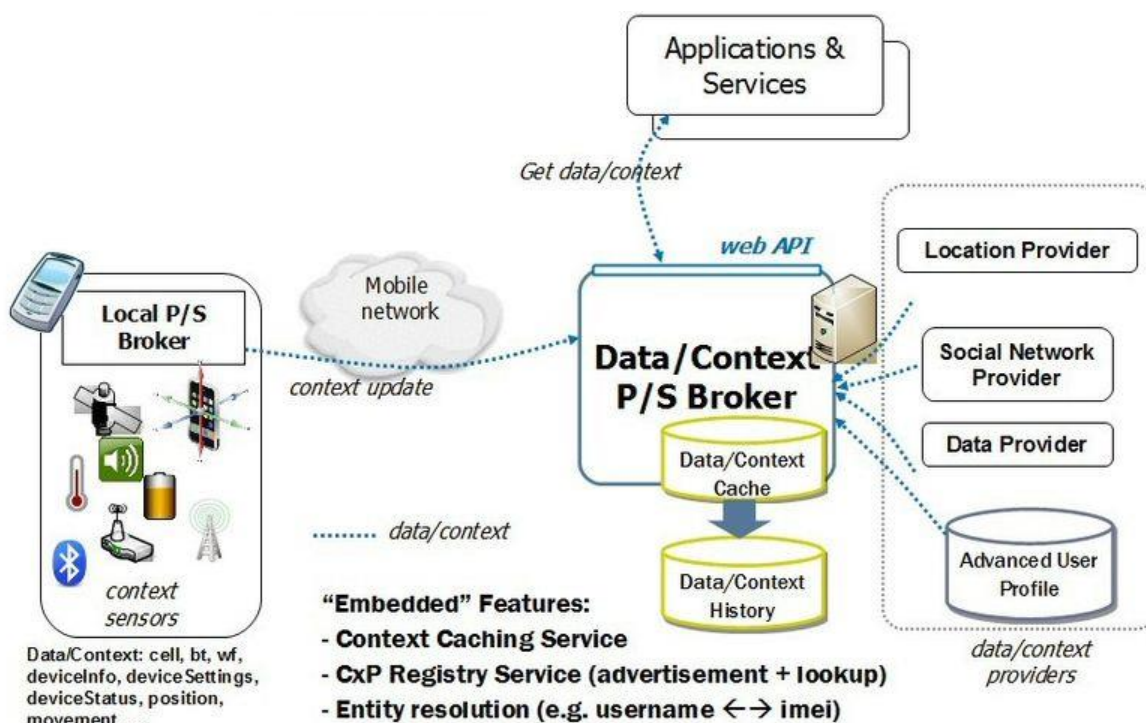 Applications &
Services
Get data/context
web API
Location Provider
Mobile
network
Local P/S
Broker
Data/Context
P/S Broker
Social Network
Provider
context update
Data Provider
Data/Context
Cache
data/context
Advanced User
Profile
Data/Context
History
context
sensors
"Embedded" Features:
- Context Caching Service
- CxP Registry Service (advertisement + lookup)
- Entity resolution (e.g. username ←→ imei)
data/context
providers
Data/Context: cell, bt, wf,
deviceInfo, deviceSettings,
deviceStatus, position,
movement